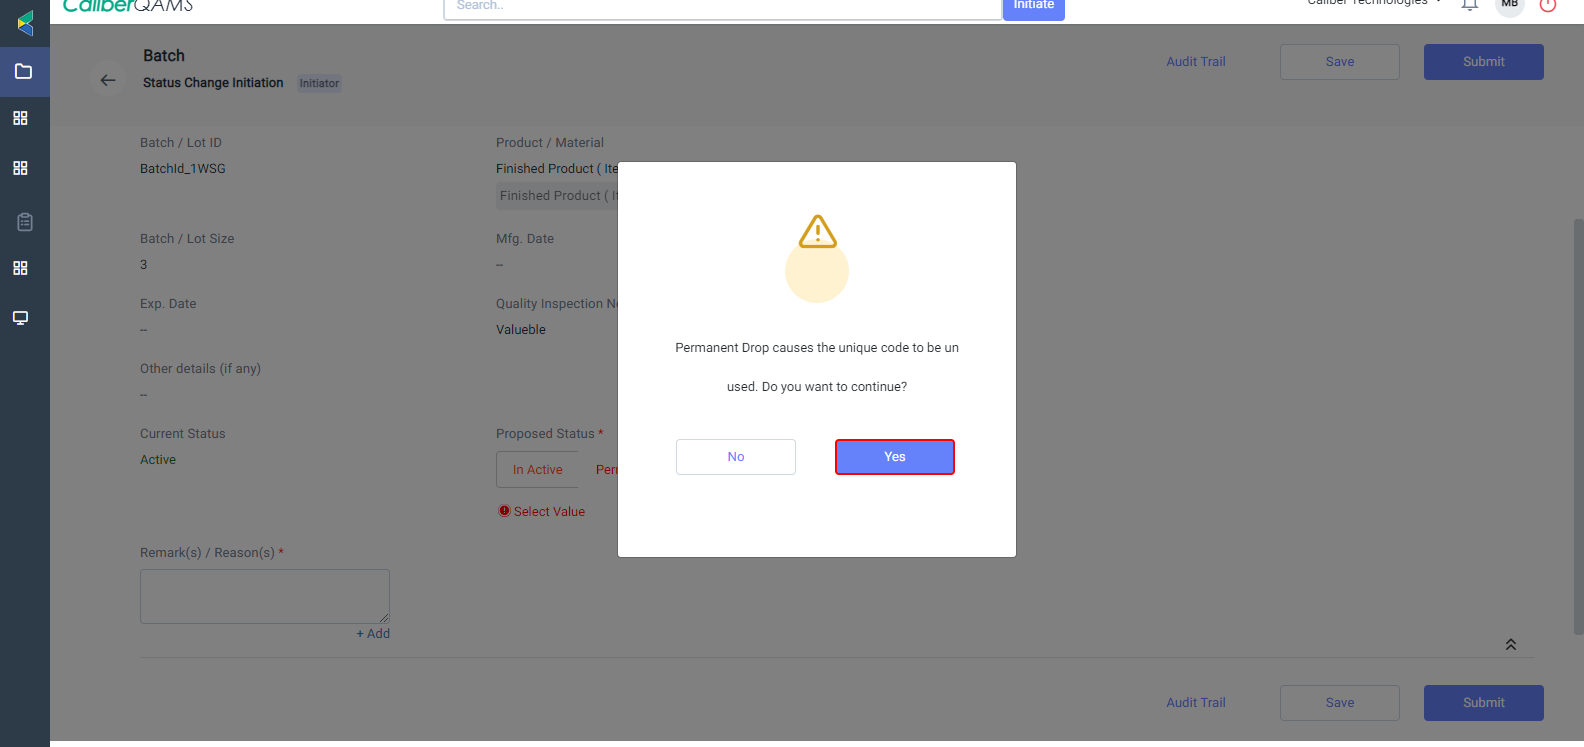 CaliberQAMS
Search..
Initiate
Caliber Technologies
MB
Batch
Status Change Initiation
Initiator
Audit Trail
Save
Submit
Batch / Lot ID
BatchId_1WSG
Product / Material
Finished Product ( Ite
Finished Product ( It
Batch / Lot Size
3
Mfg. Date
--
Exp. Date
--
Quality Inspection N
Valueble
Other details (if any)
--
Current Status
Active
Proposed Status *
In Active
Per
Select Value
Remark(s) / Reason(s) *
+ Add
Permanent Drop causes the unique code to be un
used. Do you want to continue?
No
Yes
Audit Trail
Save
Submit